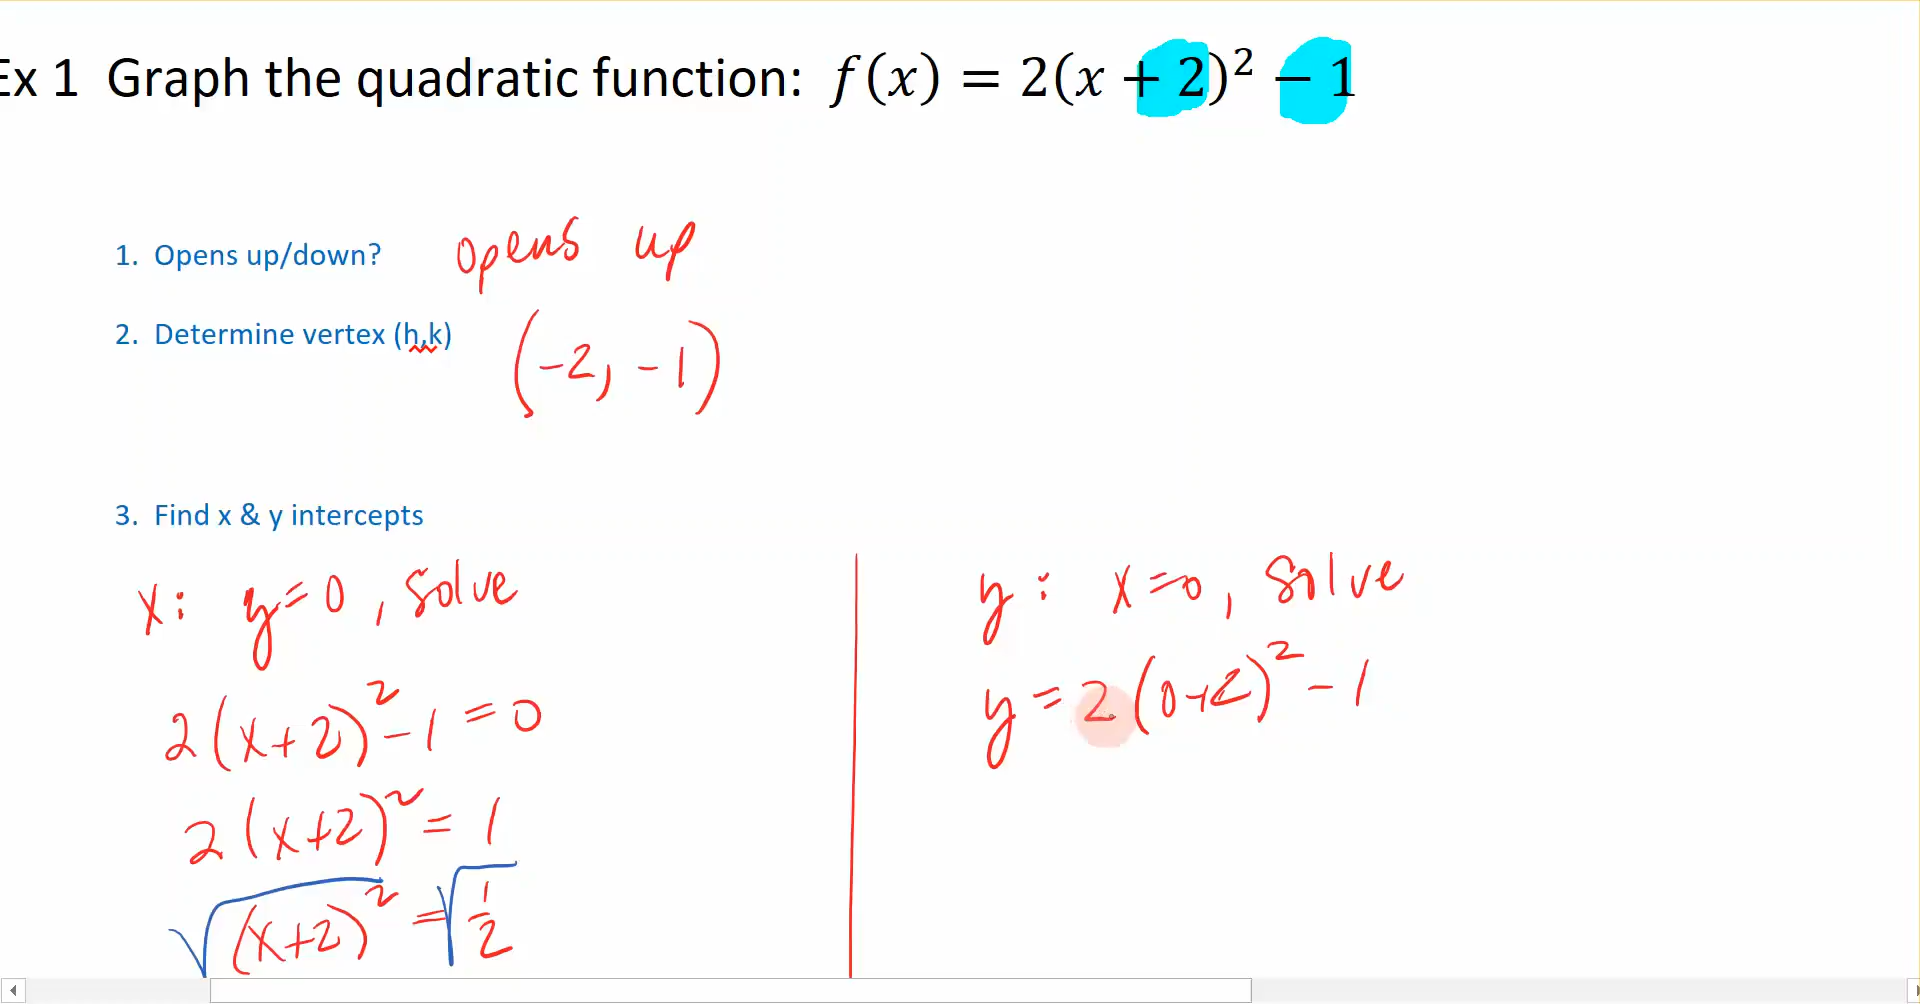 Ex 1 Graph the quadratic function: f(x) = 2(x + 2)² − 1
1. Opens up/down? opens up
2. Determine vertex (h,k) (-2, -1)
3. Find x & y intercepts
x: y=0, solve
2(x+2)² -1 = 0
2(x+2)² = 1
√(x+2)² = √1/2
y: x=0, solve
y = 2(0+2)² - 1